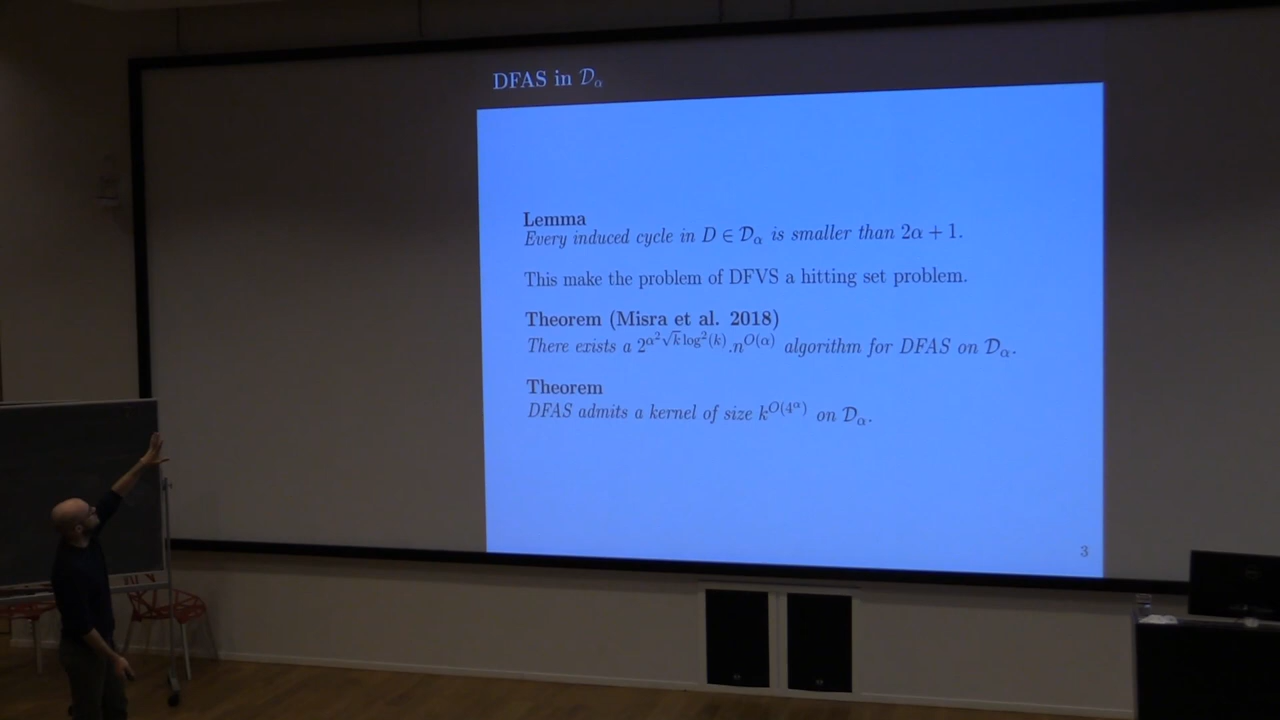 DFAS in 𝒟α
Lemma
Every induced cycle in D ∈ 𝒟α is smaller than 2α + 1.
This make the problem of DFVS a hitting set problem.
Theorem (Misra et al. 2018)
There exists a 2^{α²√k log²(k)}.n^{O(α)} algorithm for DFAS on 𝒟α.
Theorem
DFAS admits a kernel of size k^{O(4^α)} on 𝒟α.
3